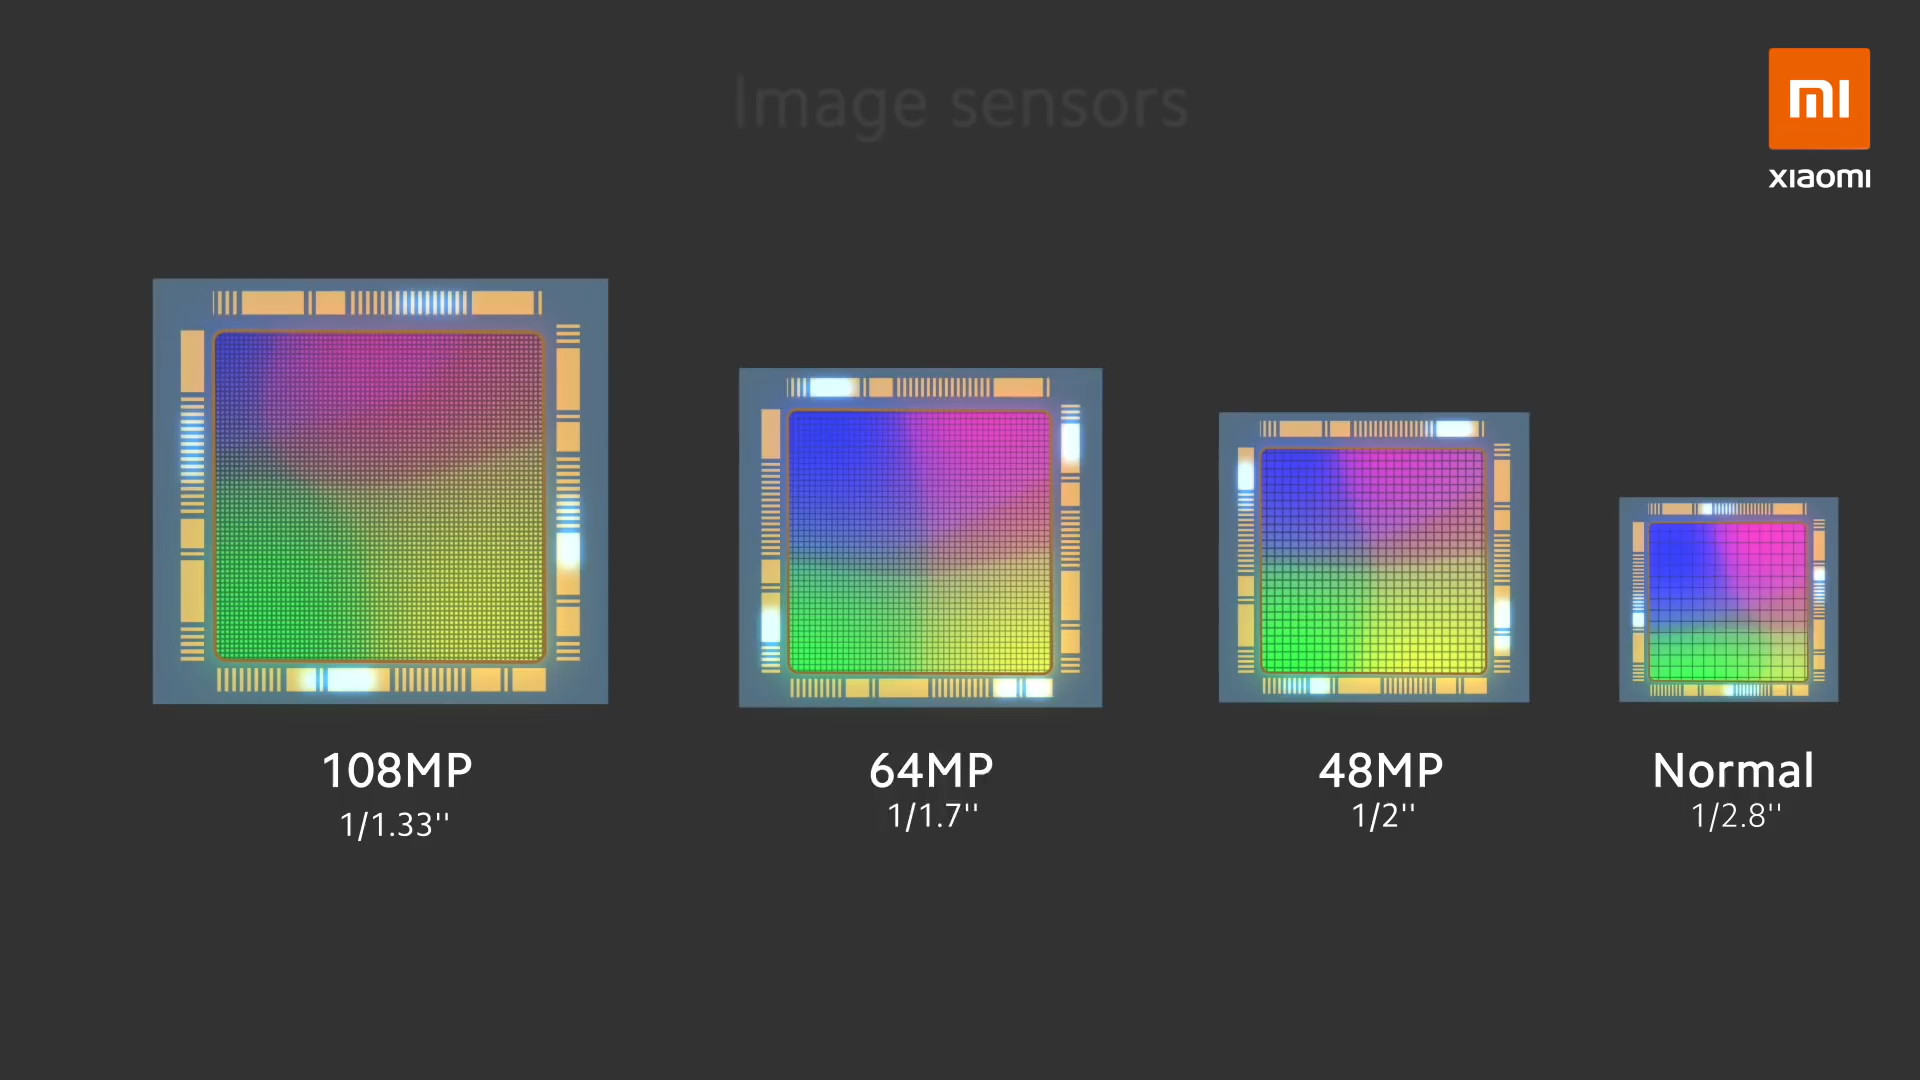 Image sensors
mi
xiaomi
108MP
1/1.33''
64MP
1/1.7''
48MP
1/2''
Normal
1/2.8''